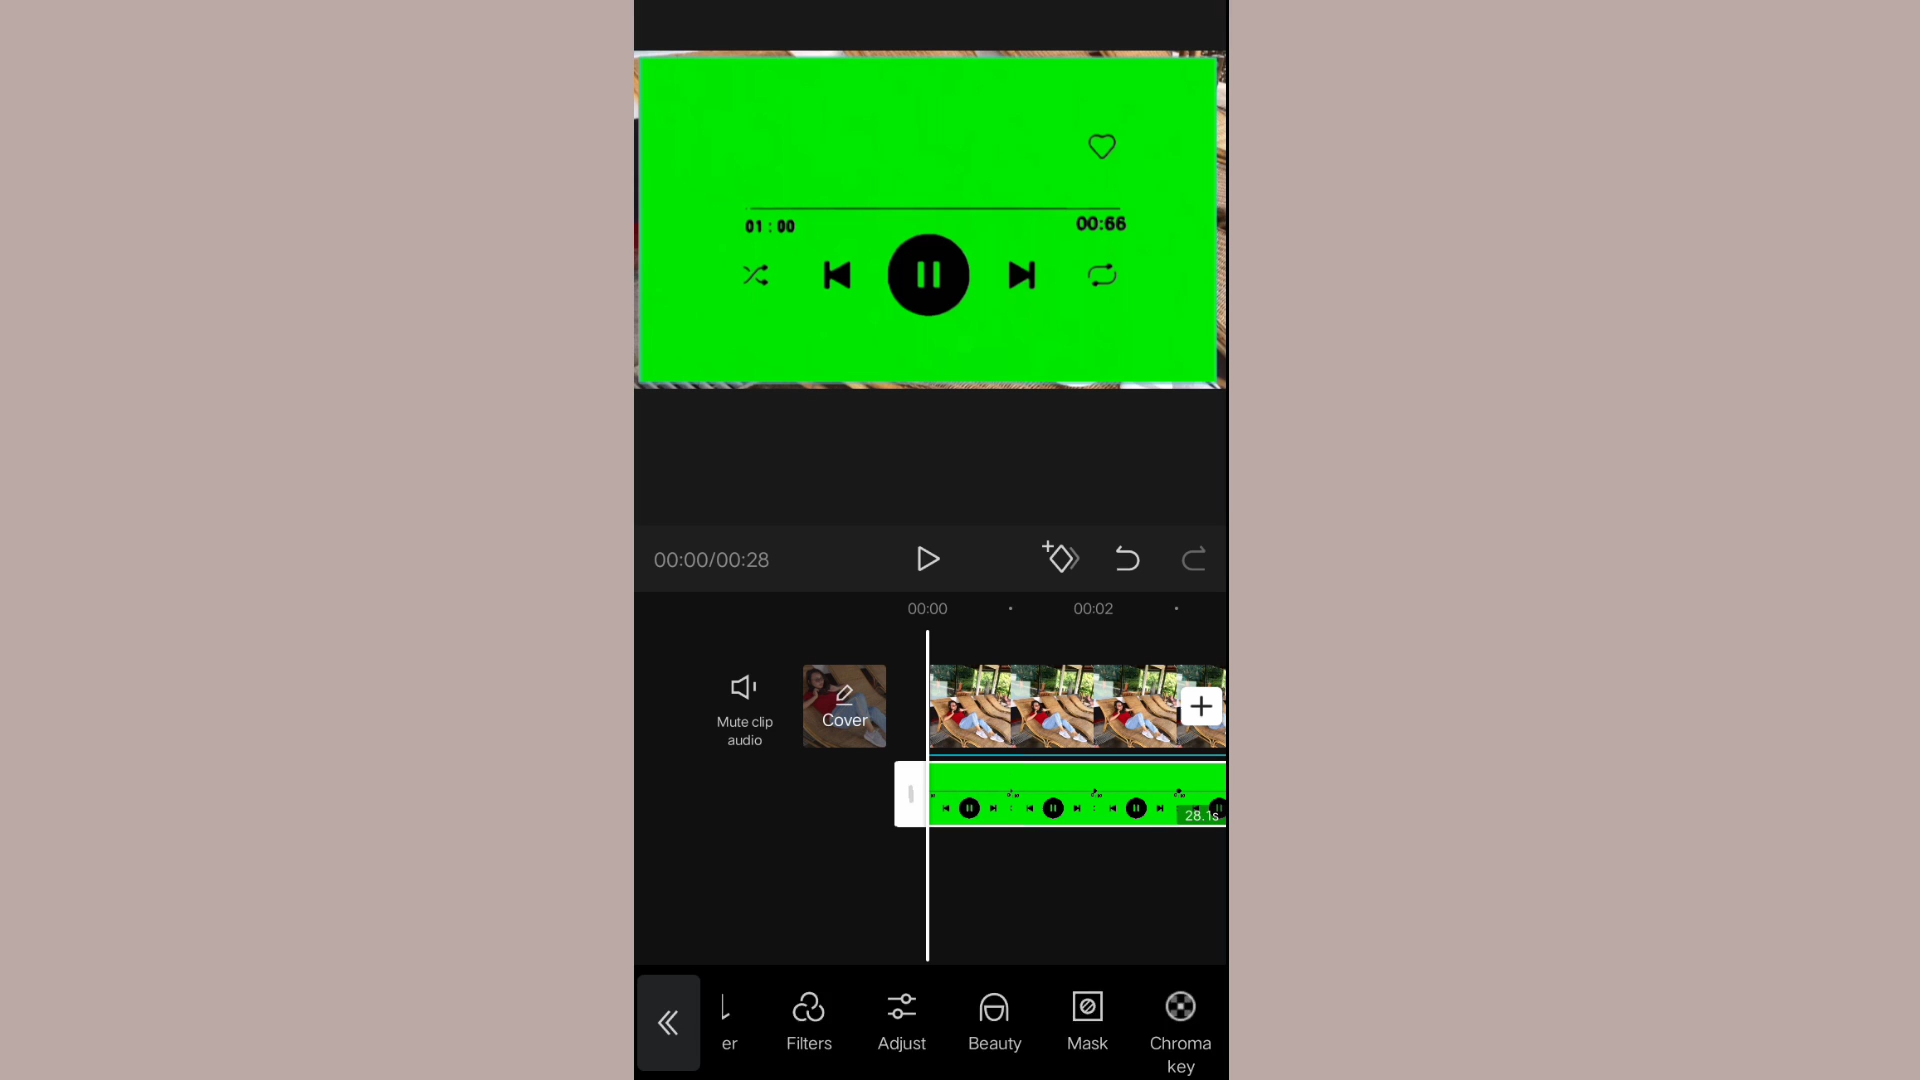 01 : 00
00:66
00:00/00:28
00:00
00:02
Mute clip
audio
Cover
28.1s
er
Filters
Adjust
Beauty
Mask
Chroma
key